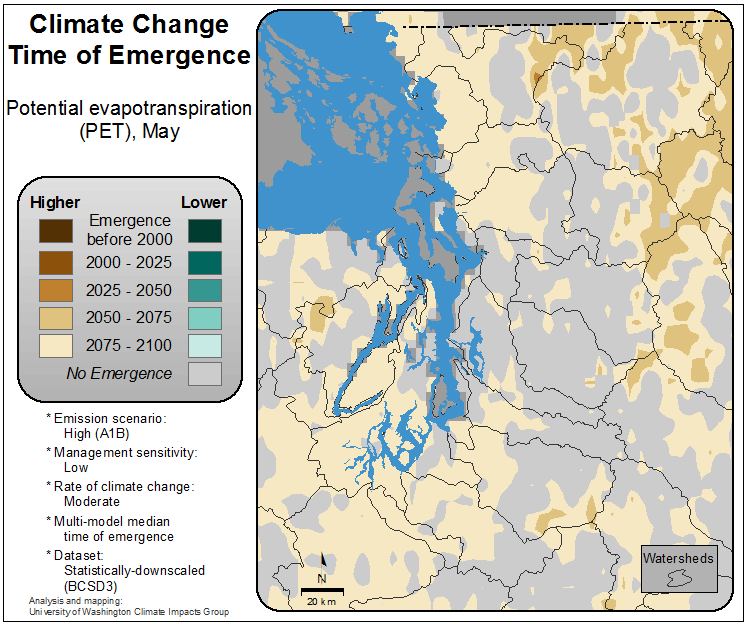 Climate Change
Time of Emergence
Potential evapotranspiration
(PET), May
Higher
Lower
Emergence
before 2000
2000 - 2025
2025 - 2050
2050 - 2075
2075 - 2100
No Emergence
* Emission scenario:
High (A1B)
* Management sensitivity:
Low
* Rate of climate change:
Moderate
* Multi-model median
time of emergence
* Dataset:
Statistically-downscaled
(BCSD3)
Analysis and mapping:
University of Washington Climate Impacts Group
N
20 km
Watersheds